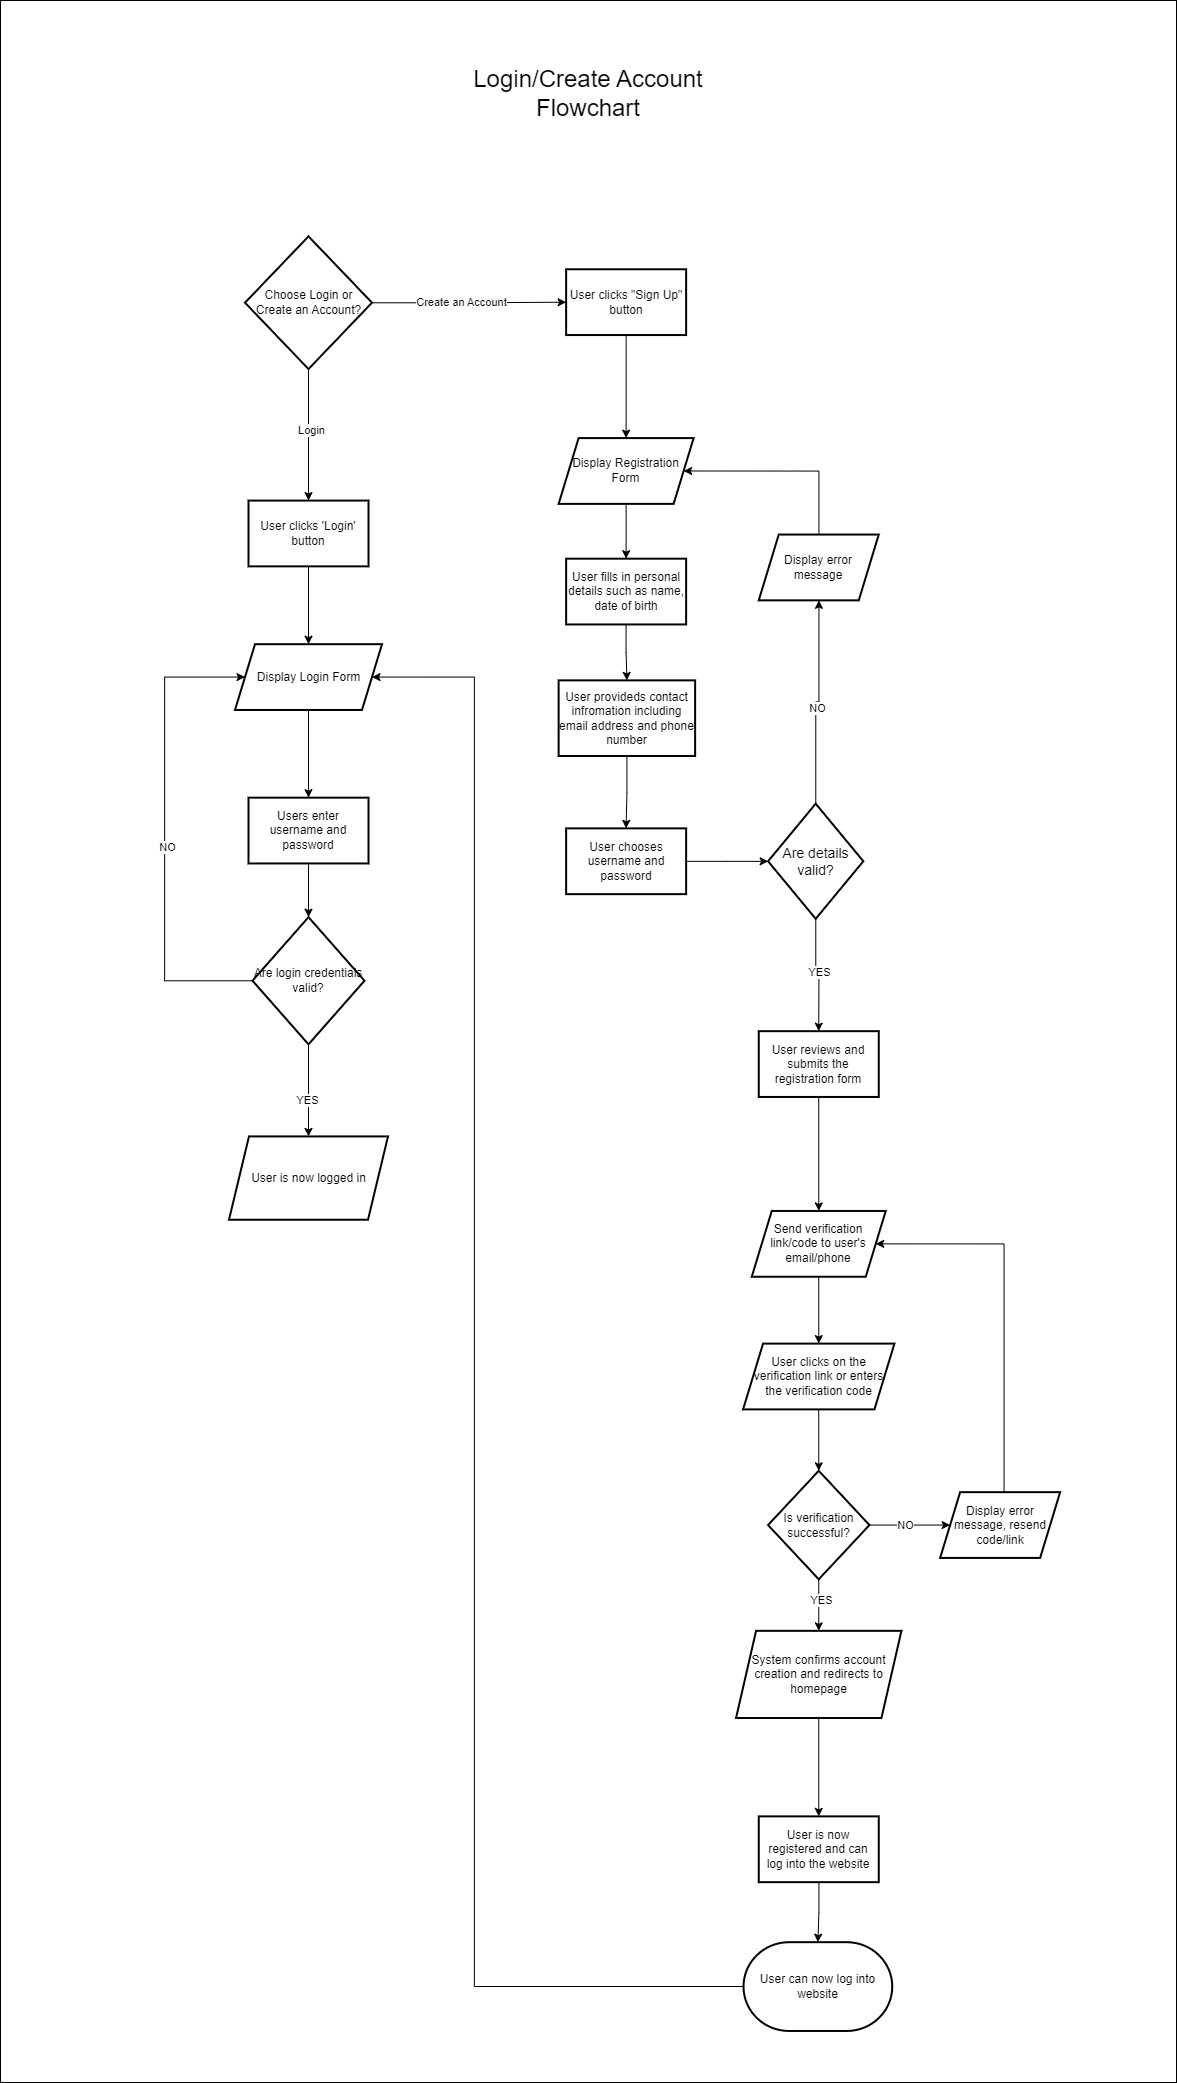 Login/Create Account
Flowchart
Choose Login or
Create an Account?
Create an Account
User clicks "Sign Up"
button
Login
User clicks 'Login'
button
Display Login Form
NO
Users enter
username and
password
Are login credentials
valid?
YES
User is now logged in
Display Registration
Form
User fills in personal
details such as name,
date of birth
User provideds contact
infromation including
email address and phone
number
User chooses
username and
password
Display error
message
NO
Are details
valid?
YES
User reviews and
submits the
registration form
Send verification
link/code to user's
email/phone
User clicks on the
verification link or enters
the verification code
Is verification
successful?
NO
Display error
message, resend
code/link
YES
System confirms account
creation and redirects to
homepage
User is now
registered and can
log into the website
User can now log into
website